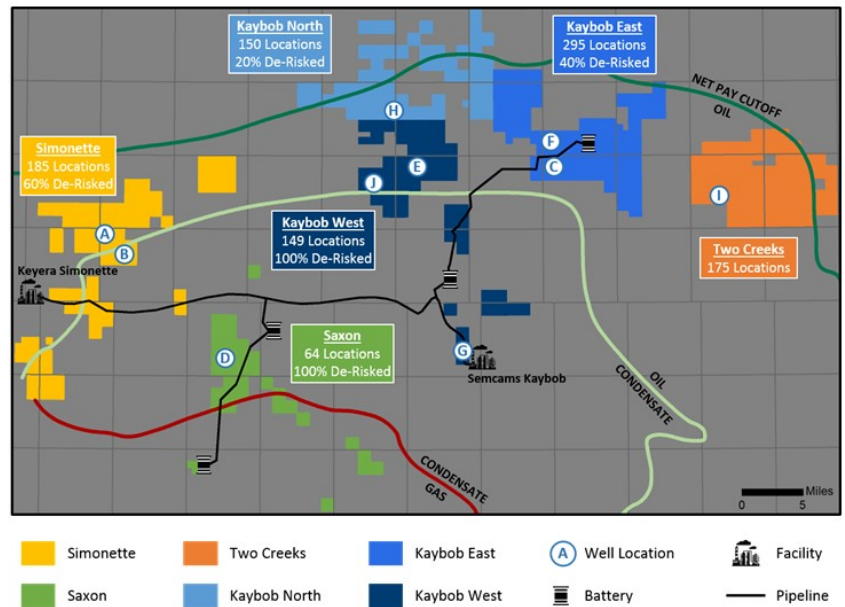 Kaybob North
150 Locations
20% De-Risked
Kaybob East
295 Locations
40% De-Risked
NET PAY CUTOFF
OIL
H
Simonette
185 Locations
60% De-Risked
F
E
C
J
I
Kaybob West
149 Locations
100% De-Risked
A
B
Two Creeks
175 Locations
Keyera Simonette
Saxon
64 Locations
100% De-Risked
D
G
Semcams Kaybob
OIL
CONDENSATE
CONDENSATE
GAS
Miles
0 5
Simonette
Two Creeks
Kaybob East
A Well Location
Facility
Saxon
Kaybob North
Kaybob West
Battery
Pipeline